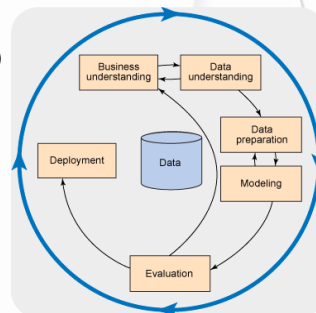 Business
understanding
Data
understanding
Data
preparation
Modeling
Data
Deployment
Evaluation